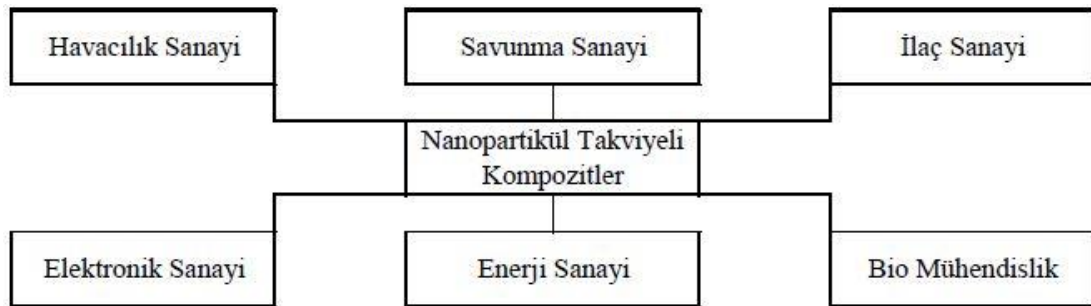 Havacılık Sanayi
Savunma Sanayi
İlaç Sanayi
Nanopartikül Takviyeli
Kompozitler
Elektronik Sanayi
Enerji Sanayi
Bio Mühendislik